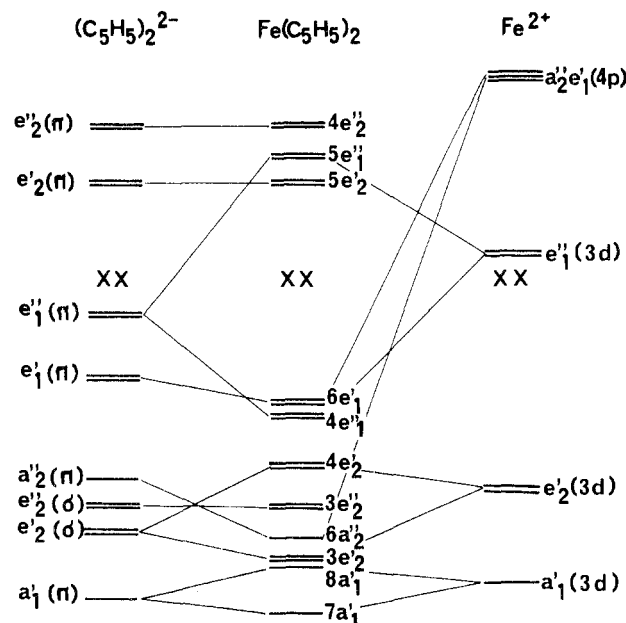 (C5H5)2 2- Fe(C5H5)2 Fe2+
a''2e'1(4p)
e''2(π) 4e''2
5e''1
e'2(π) 5e'2
e''1(3d)
XX XX XX
e''1(π)
e'1(π)
6e'1
4e''1
4e'2
a''2(π)
e'2(3d)
e''2(σ) 3e''2
e'2(σ) 6a''2
3e'2
8a'1
a'1(3d)
a'1(π)
7a'1